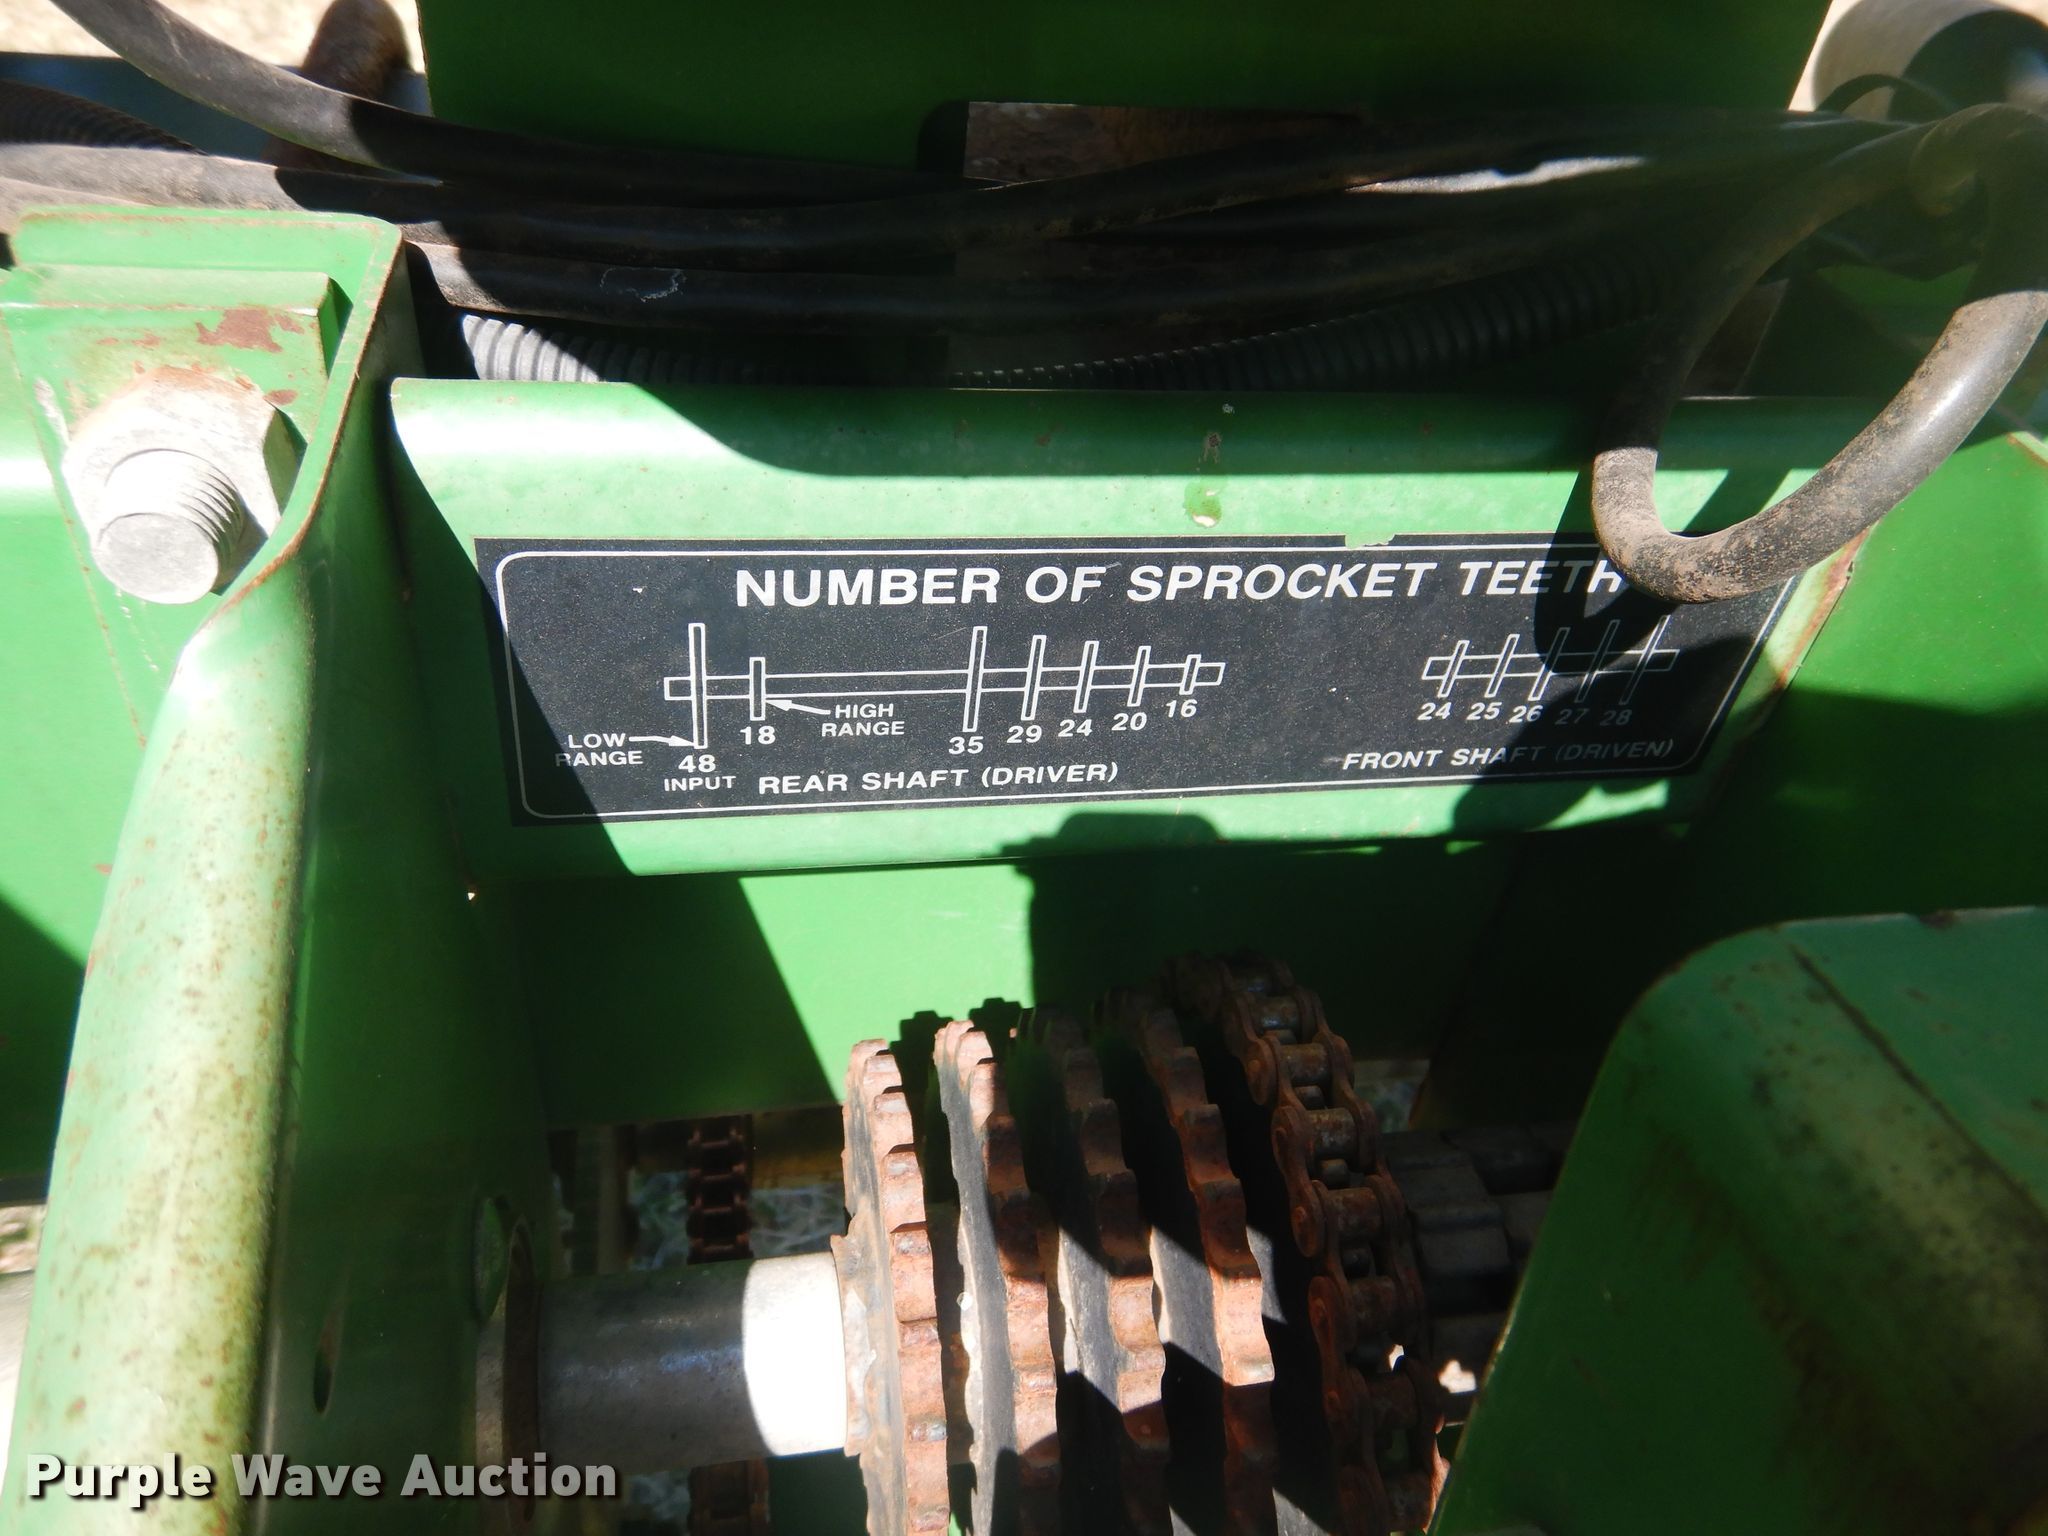 NUMBER OF SPROCKET TEETH
LOW RANGE
48
INPUT
18
HIGH RANGE
35 29 24 20 16
REAR SHAFT (DRIVER)
24 25 26 27 28
FRONT SHAFT (DRIVEN)
Purple Wave Auction